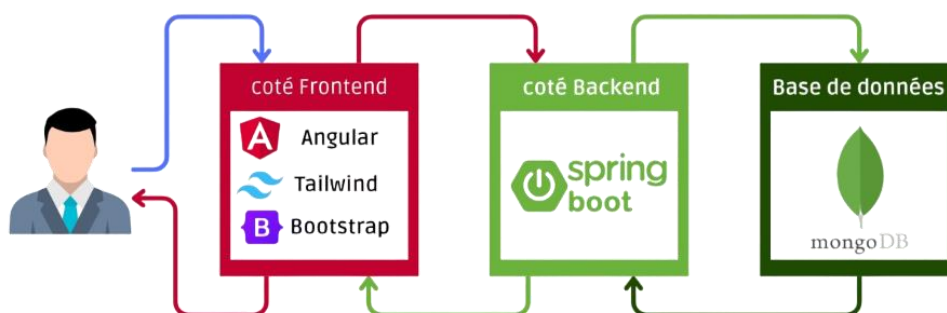 coté Frontend
Angular
Tailwind
B Bootstrap
coté Backend
spring
boot
Base de données
mongoDB